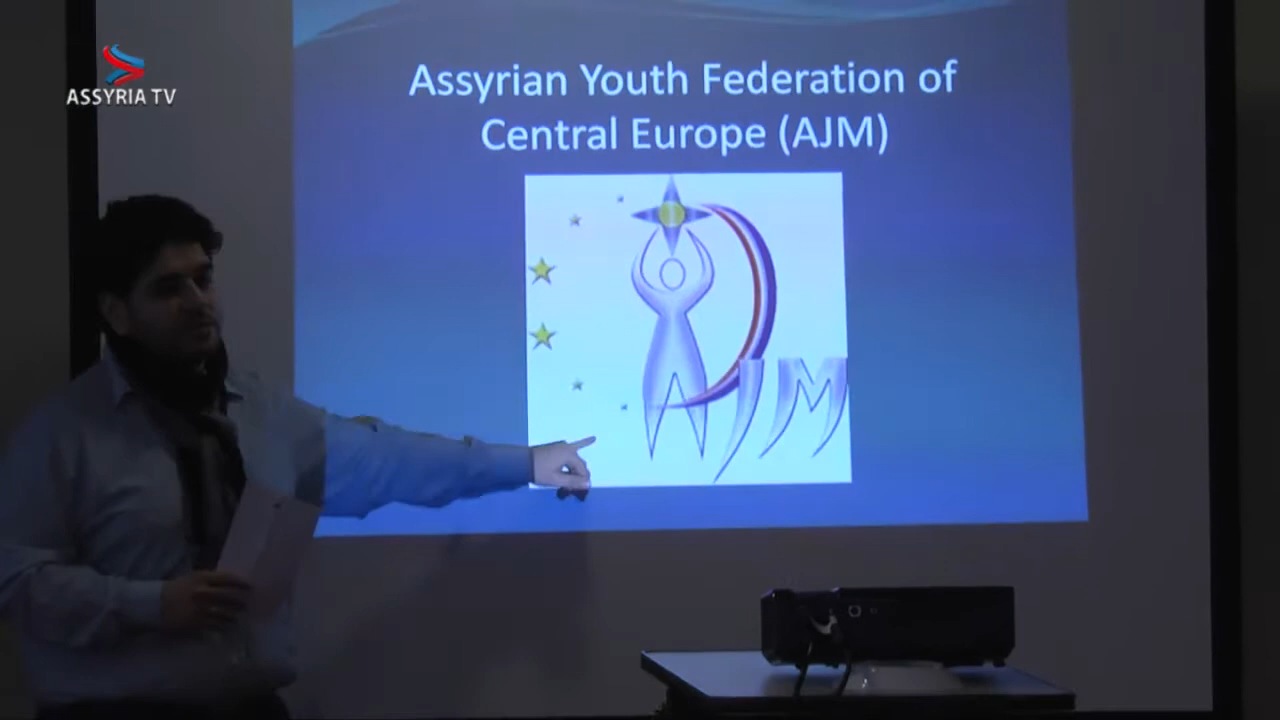 ASSYRIA TV
Assyrian Youth Federation of
Central Europe (AJM)
AJM